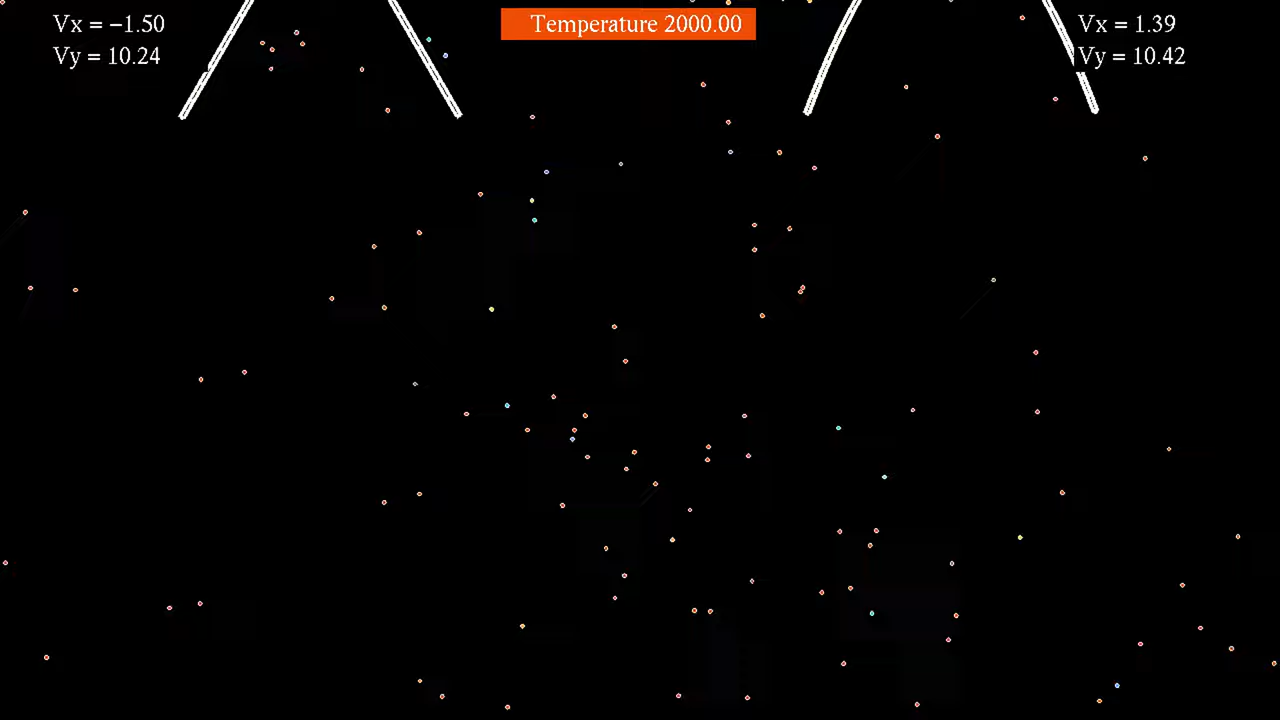 Vx = −1.50
Vy = 10.24
Temperature 2000.00
Vx = 1.39
Vy = 10.42